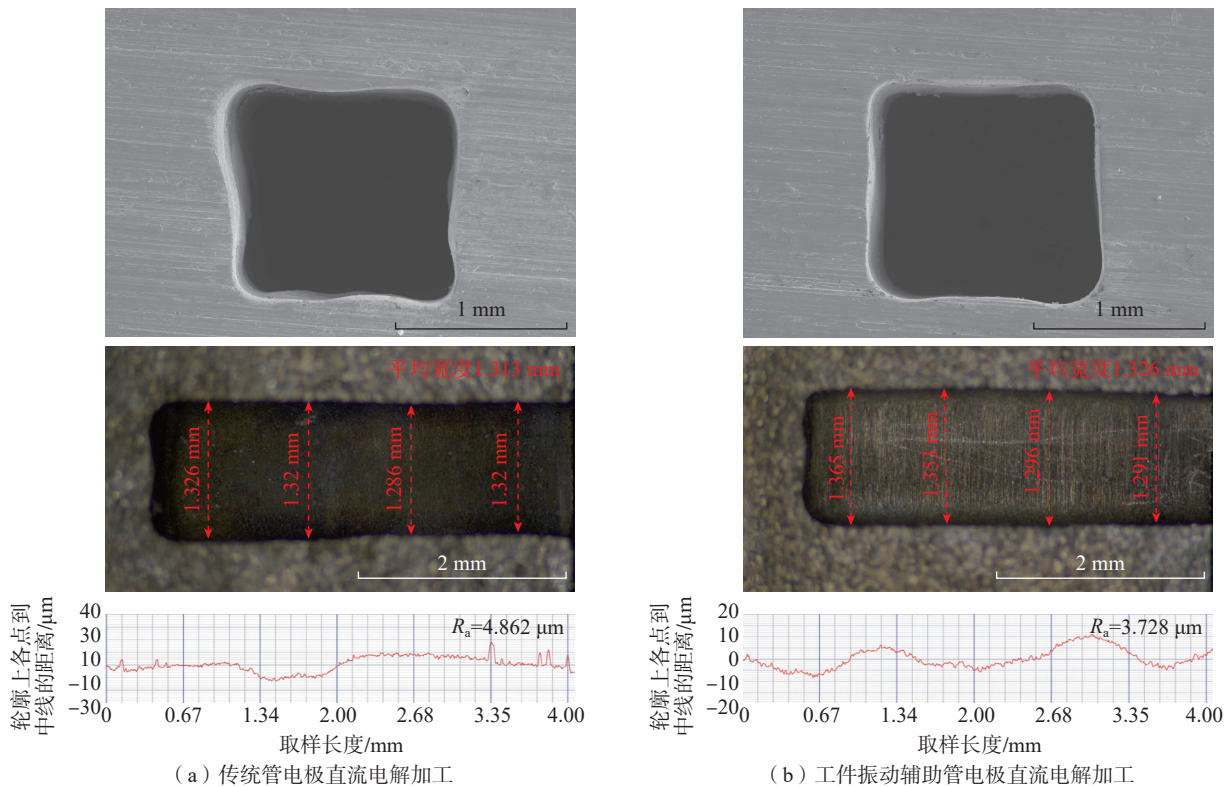 1 mm
平均宽度1.313 mm
1.326 mm
1.32 mm
1.286 mm
1.32 mm
2 mm
轮廓上各点到
中线的距离/μm
40
30
10
−10
−30
Ra=4.862 μm
0 0.67 1.34 2.00 2.68 3.35 4.00
取样长度/mm
（a）传统管电极直流电解加工
1 mm
平均宽度1.326 mm
1.365 mm
1.353 mm
1.296 mm
1.291 mm
2 mm
轮廓上各点到
中线的距离/μm
20
10
0
−10
−20
Ra=3.728 μm
0 0.67 1.34 2.00 2.68 3.35 4.00
取样长度/mm
（b）工件振动辅助管电极直流电解加工